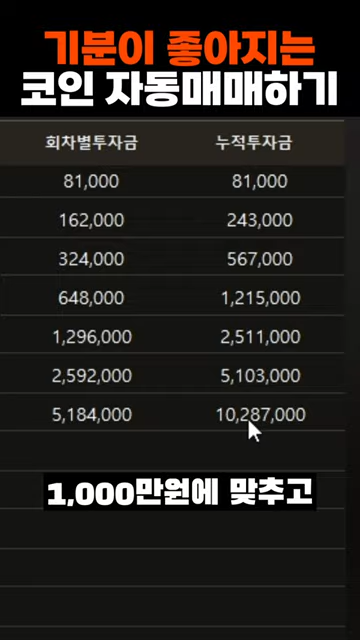 기분이 좋아지는
코인 자동매매하기
회차별투자금 누적투자금
81,000 81,000
162,000 243,000
324,000 567,000
648,000 1,215,000
1,296,000 2,511,000
2,592,000 5,103,000
5,184,000 10,287,000
1,000만원에 맞추고